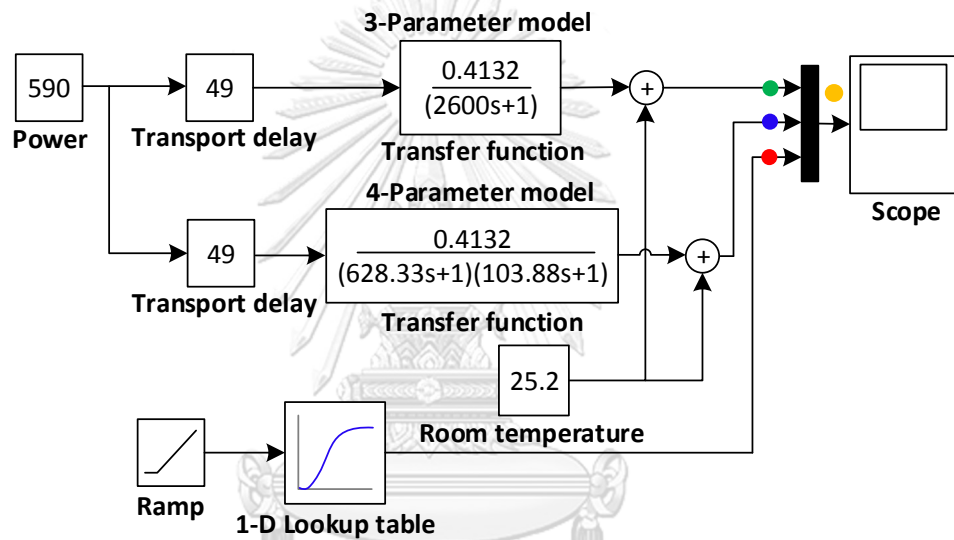 3-Parameter model
590
Power
49
Transport delay
0.4132
(2600s+1)
Transfer function
+
Scope
4-Parameter model
49
Transport delay
0.4132
(628.33s+1)(103.88s+1)
Transfer function
+
25.2
Room temperature
Ramp
1-D Lookup table